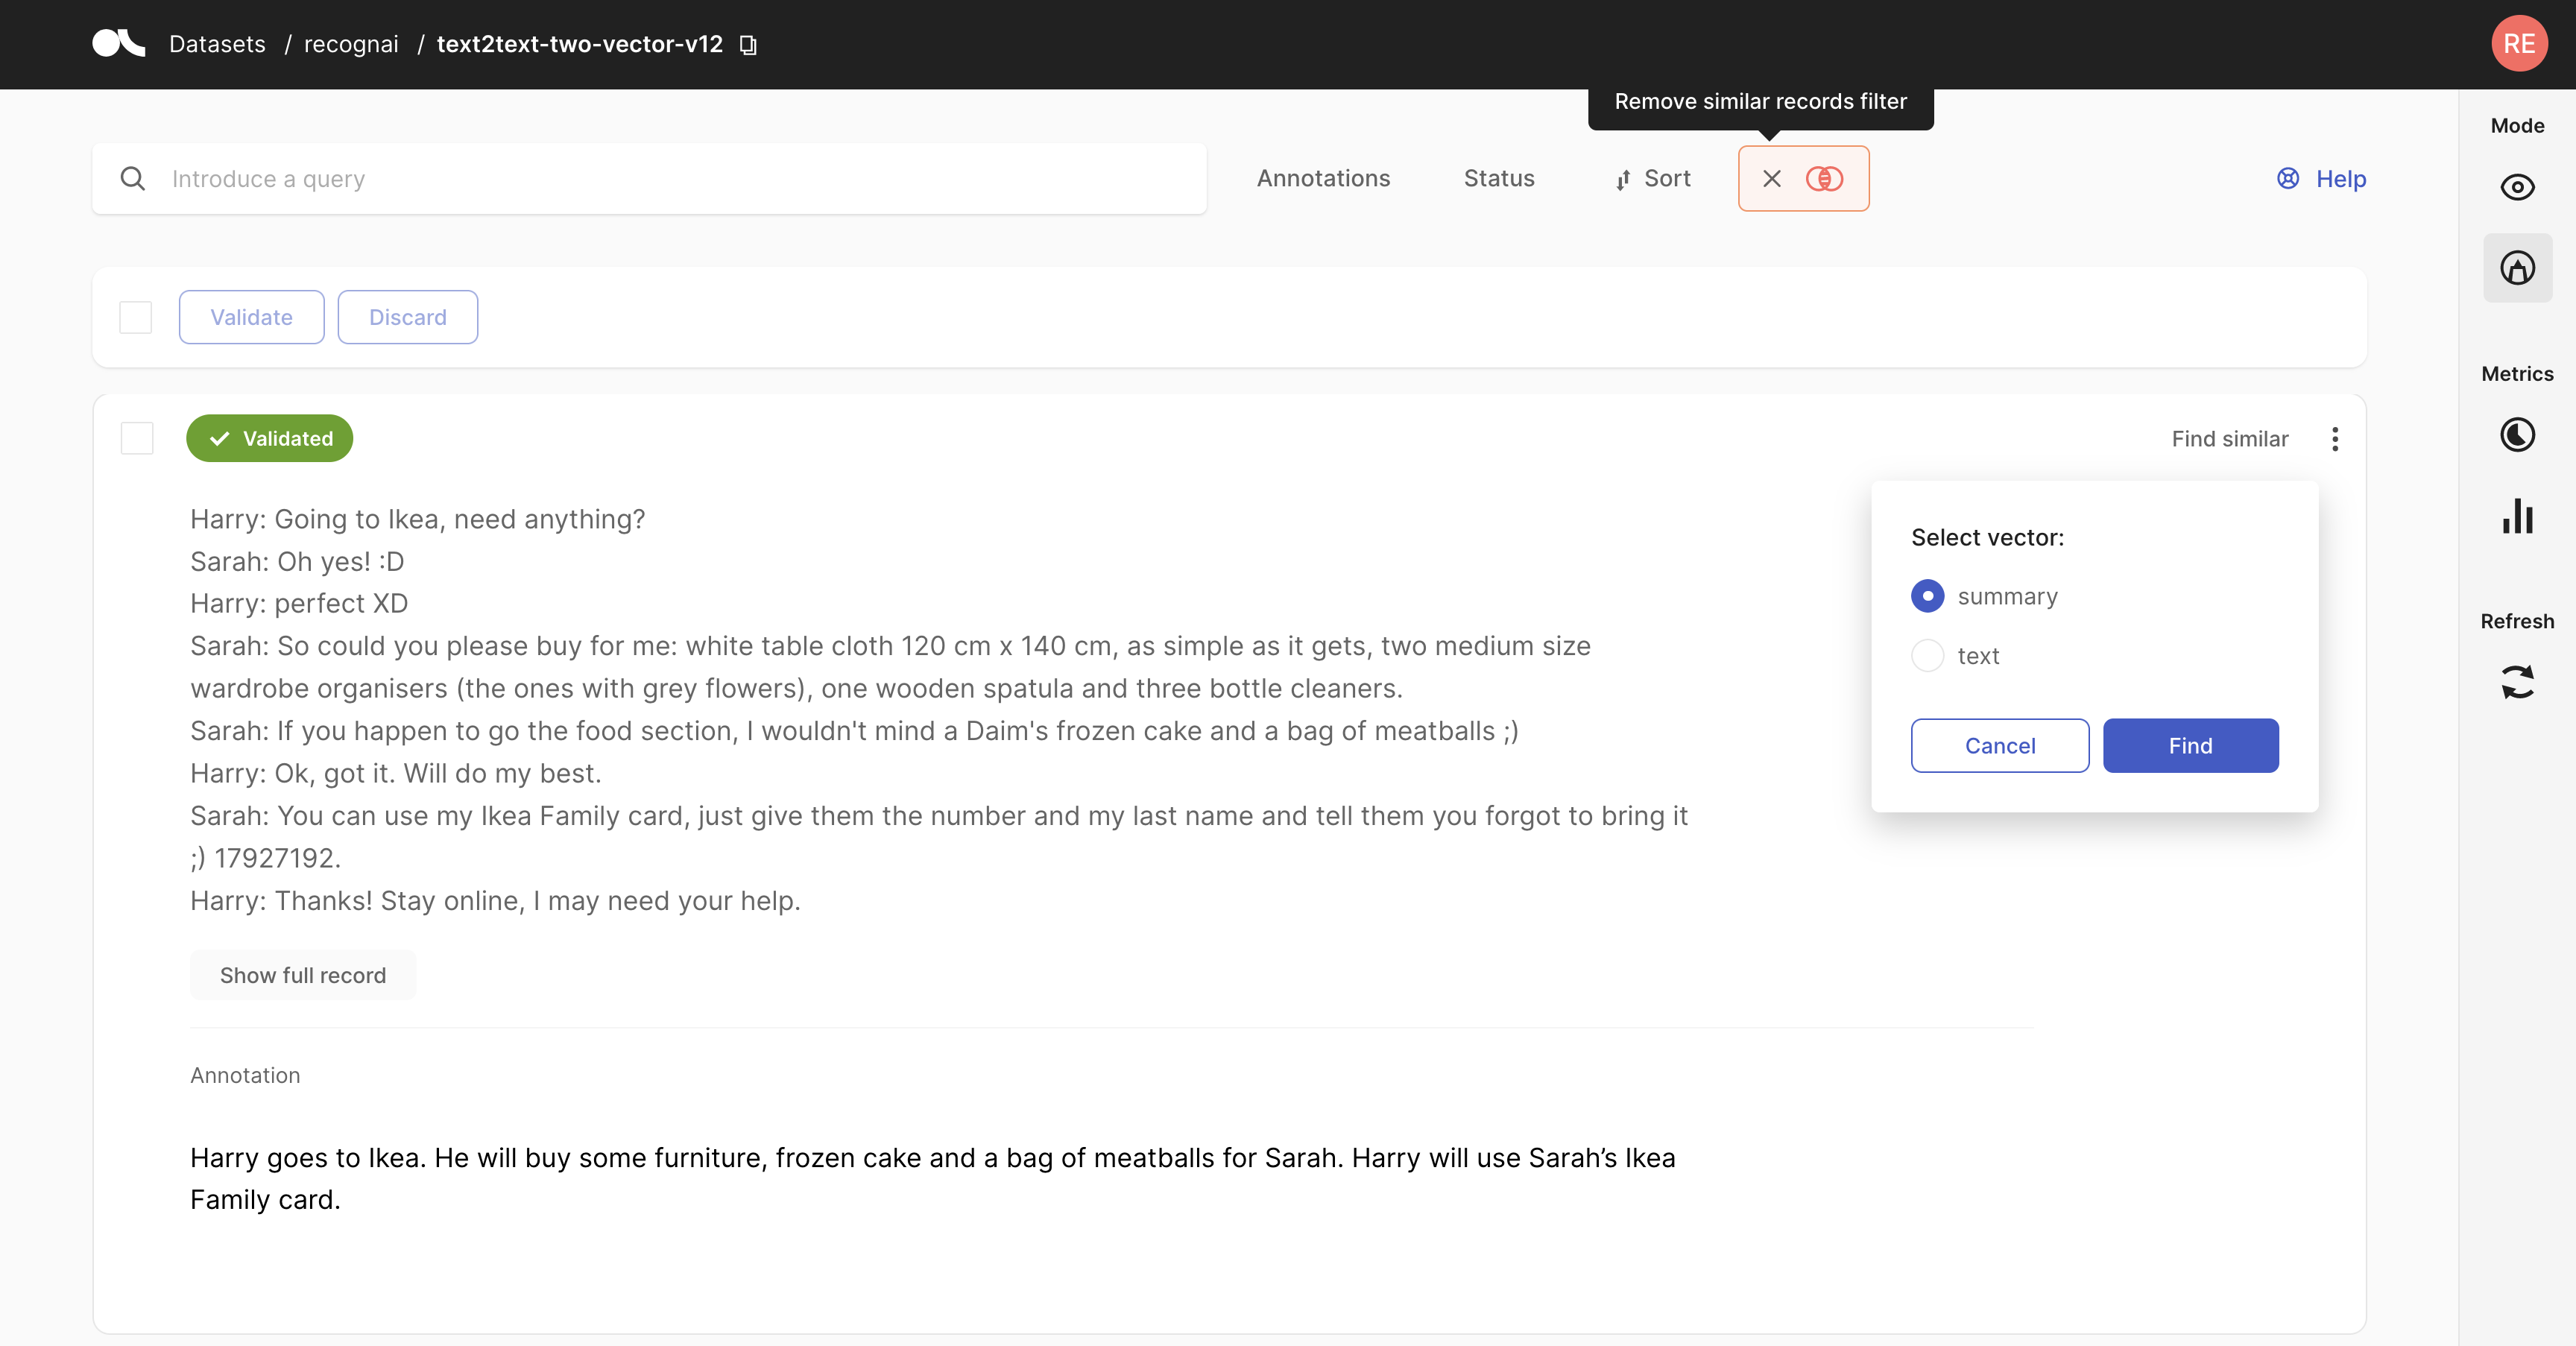 Datasets / recognai / text2text-two-vector-v12
RE
Remove similar records filter
Introduce a query
Annotations
Status
Sort
Help
Mode
Validate
Discard
Metrics
Validated
Find similar
Harry: Going to Ikea, need anything?
Sarah: Oh yes! :D
Harry: perfect XD
Sarah: So could you please buy for me: white table cloth 120 cm x 140 cm, as simple as it gets, two medium size
wardrobe organisers (the ones with grey flowers), one wooden spatula and three bottle cleaners.
Sarah: If you happen to go the food section, I wouldn't mind a Daim's frozen cake and a bag of meatballs ;)
Harry: Ok, got it. Will do my best.
Sarah: You can use my Ikea Family card, just give them the number and my last name and tell them you forgot to bring it
;) 17927192.
Harry: Thanks! Stay online, I may need your help.
Select vector:
summary
text
Cancel
Find
Refresh
Show full record
Annotation
Harry goes to Ikea. He will buy some furniture, frozen cake and a bag of meatballs for Sarah. Harry will use Sarah’s Ikea
Family card.